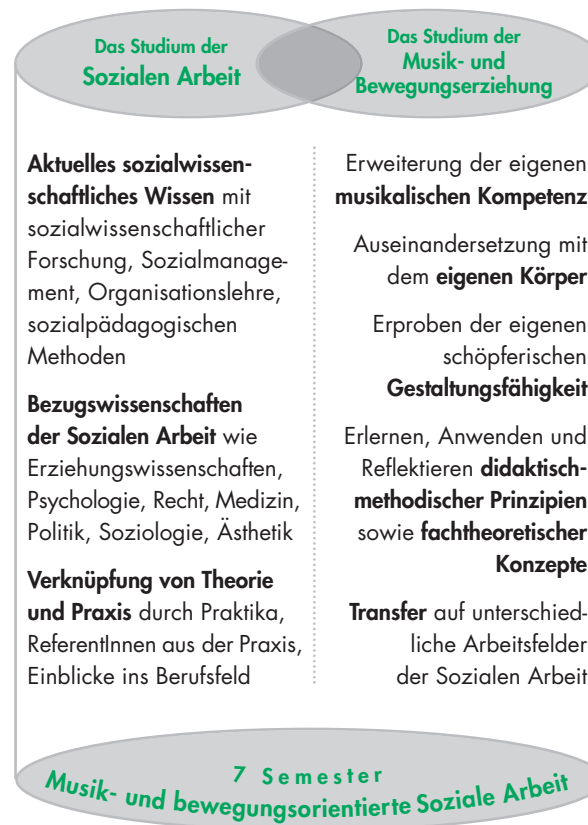 Das Studium der
Sozialen Arbeit
Das Studium der
Musik- und
Bewegungserziehung
Aktuelles sozialwissen-
schaftliches Wissen mit
sozialwissenschaftlicher
Forschung, Sozialmanage-
ment, Organisationslehre,
sozialpädagogischen
Methoden
Bezugswissenschaften
der Sozialen Arbeit wie
Erziehungswissenschaften,
Psychologie, Recht, Medizin,
Politik, Soziologie, Ästhetik
Verknüpfung von Theorie
und Praxis durch Praktika,
ReferentInnen aus der Praxis,
Einblicke ins Berufsfeld
Erweiterung der eigenen
musikalischen Kompetenz
Auseinandersetzung mit
dem eigenen Körper
Erproben der eigenen
schöpferischen
Gestaltungsfähigkeit
Erlernen, Anwenden und
Reflektieren didaktisch-
methodischer Prinzipien
sowie fachtheoretischer
Konzepte
Transfer auf unterschied-
liche Arbeitsfelder
der Sozialen Arbeit
7 Semester
Musik- und bewegungsorientierte Soziale Arbeit